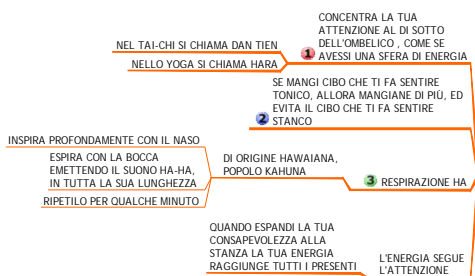 CONCENTRA LA TUA
ATTENZIONE AL DI SOTTO
DELL'OMBELICO , COME SE
1 AVESSI UNA SFERA DI ENERGIA
NEL TAI-CHI SI CHIAMA DAN TIEN
NELLO YOGA SI CHIAMA HARA
SE MANGI CIBO CHE TI FA SENTIRE
TONICO, ALLORA MANGIANE DI PIÙ, ED
EVITA IL CIBO CHE TI FA SENTIRE
2 STANCO
3 RESPIRAZIONE HA
DI ORIGINE HAWAIANA,
POPOLO KAHUNA
INSPIRA PROFONDAMENTE CON IL NASO
ESPIRA CON LA BOCCA
EMETTENDO IL SUONO HA-HA,
IN TUTTA LA SUA LUNGHEZZA
RIPETILO PER QUALCHE MINUTO
L'ENERGIA SEGUE
L'ATTENZIONE
QUANDO ESPANDI LA TUA
CONSAPEVOLEZZA ALLA
STANZA LA TUA ENERGIA
RAGGIUNGE TUTTI I PRESENTI